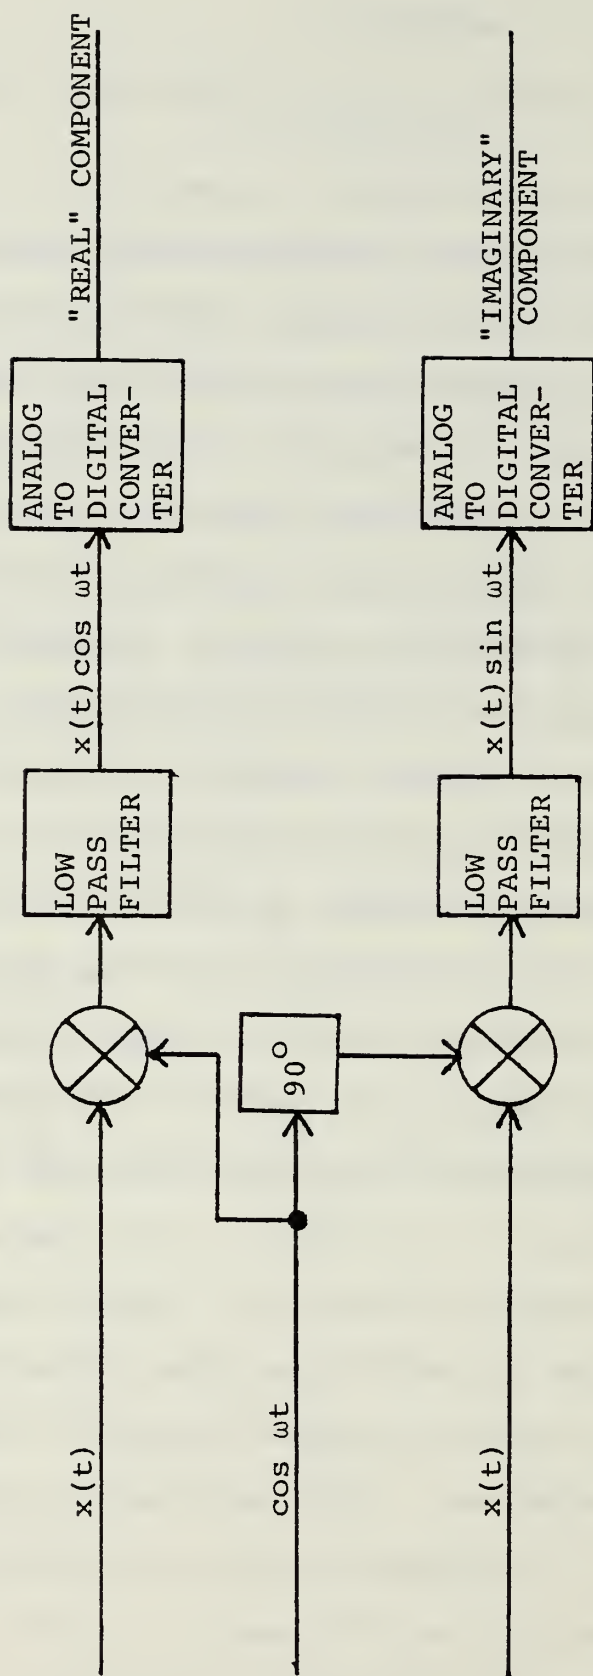 x(t)
cos ωt
x(t)
90°
LOW
PASS
FILTER
LOW
PASS
FILTER
x(t)cos ωt
x(t)sin ωt
ANALOG
TO
DIGITAL
CONVER-
TER
ANALOG
TO
DIGITAL
CONVER-
TER
"REAL" COMPONENT
"IMAGINARY"
COMPONENT